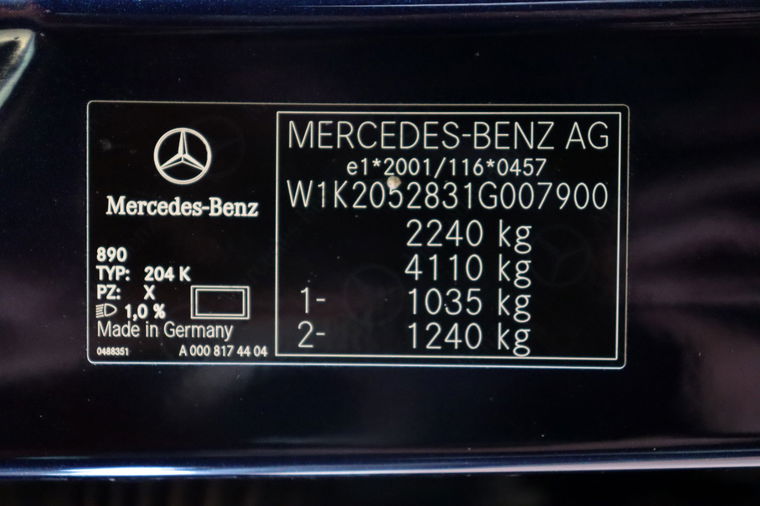 Mercedes-Benz
890
TYP: 204 K
PZ: X
1,0 %
Made in Germany
0488351 A 000 817 44 04
MERCEDES-BENZ AG
e1*2001/116*0457
W1K2052831G007900
2240 kg
4110 kg
1- 1035 kg
2- 1240 kg